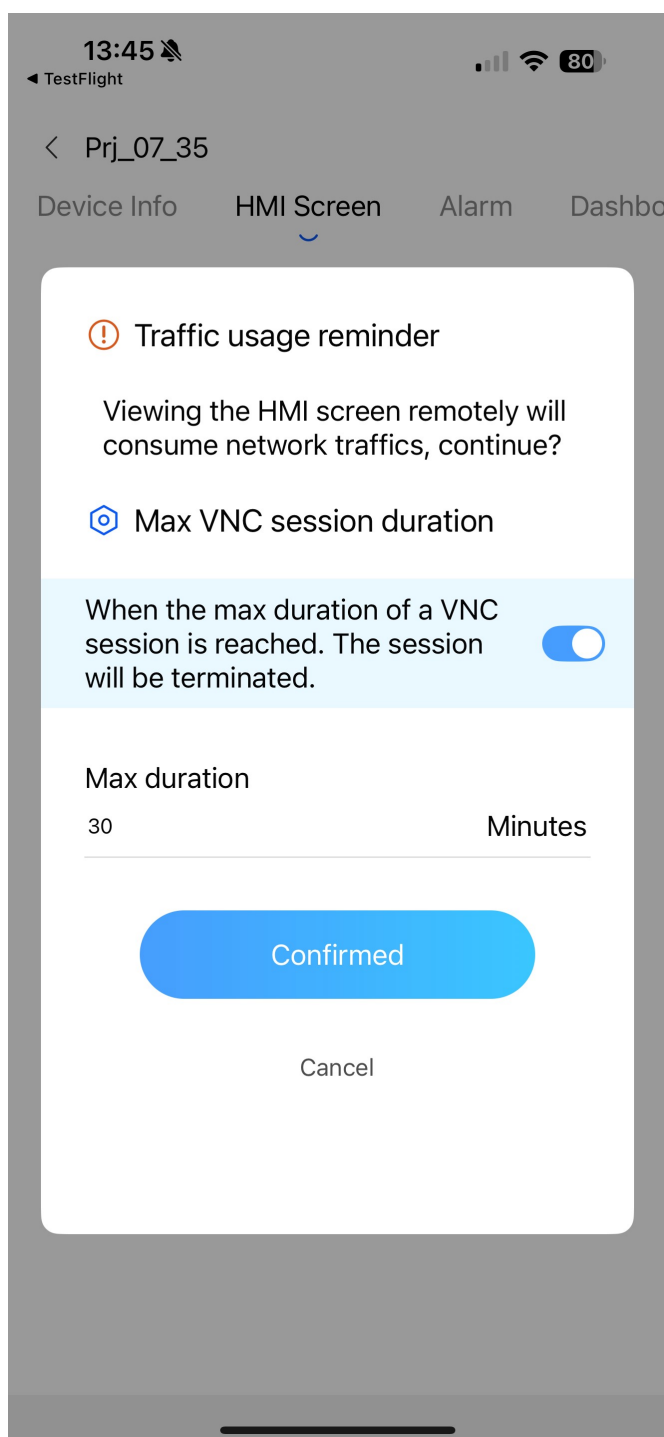 13:45
◀ TestFlight
80
Prj_07_35
Device Info HMI Screen Alarm Dashbo
Traffic usage reminder
Viewing the HMI screen remotely will
consume network traffics, continue?
Max VNC session duration
When the max duration of a VNC
session is reached. The session
will be terminated.
Max duration
30 Minutes
Confirmed
Cancel